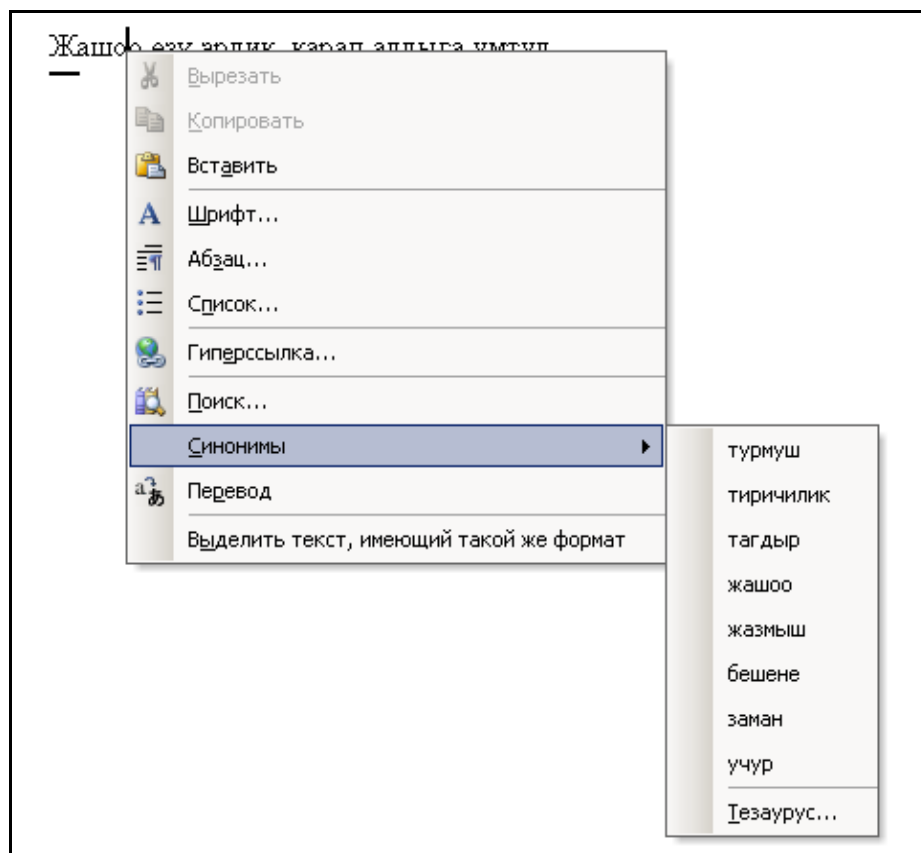 Жашоо
Вырезать
Копировать
Вставить
Шрифт...
Абзац...
Список...
Гиперссылка...
Поиск...
Синонимы
Перевод
Выделить текст, имеющий такой же формат
турмуш
тиричилик
тагдыр
жашоо
жазмыш
бешене
заман
учур
Тезаурус...